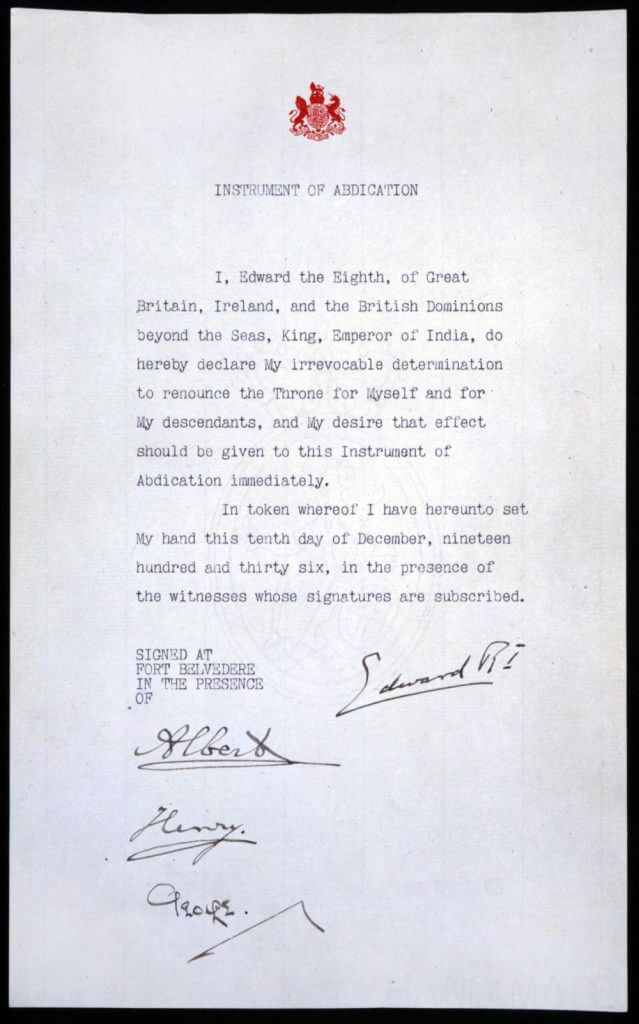 INSTRUMENT OF ABDICATION
I, Edward the Eighth, of Great
Britain, Ireland, and the British Dominions
beyond the Seas, King, Emperor of India, do
hereby declare My irrevocable determination
to renounce the Throne for Myself and for
My descendants, and My desire that effect
should be given to this Instrument of
Abdication immediately.
In token whereof I have hereunto set
My hand this tenth day of December, nineteen
hundred and thirty six, in the presence of
the witnesses whose signatures are subscribed.
SIGNED AT
FORT BELVEDERE
IN THE PRESENCE
OF
Edward RI
Albert
Henry.
George.